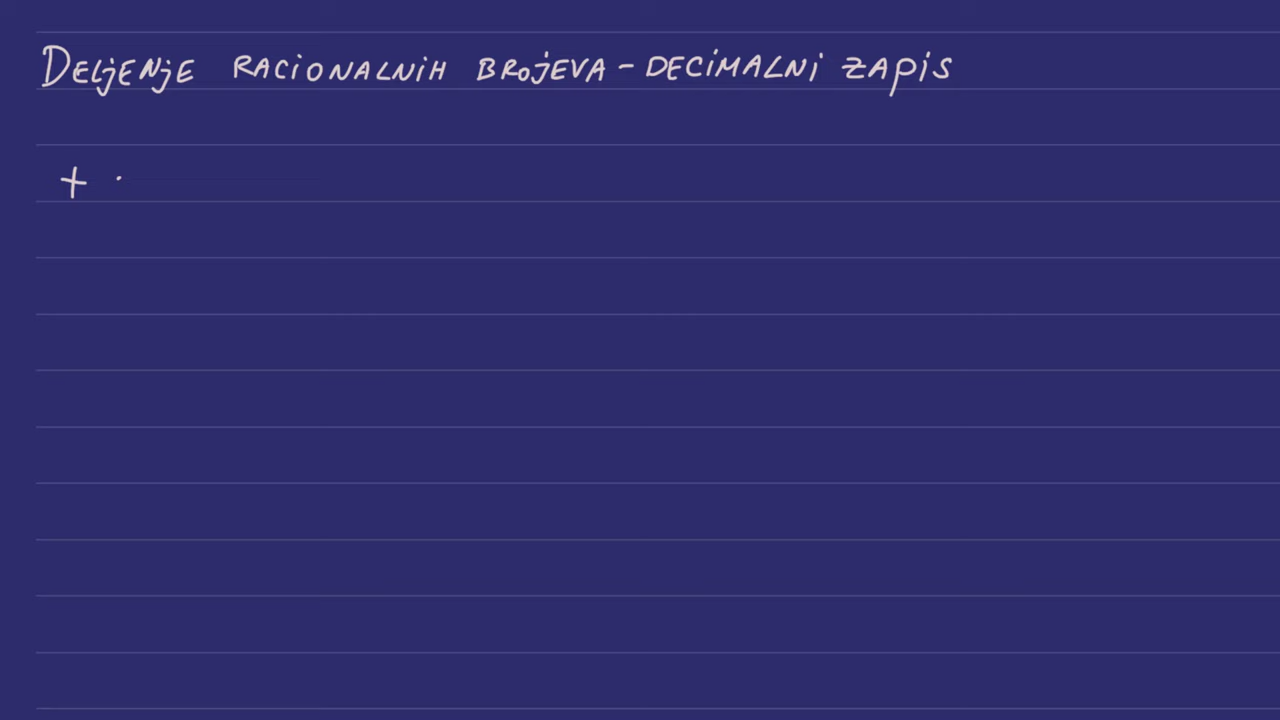 DELjENjE RACiONALNiH BROjEVA - DECiMALNi ZAPiS
+ ·